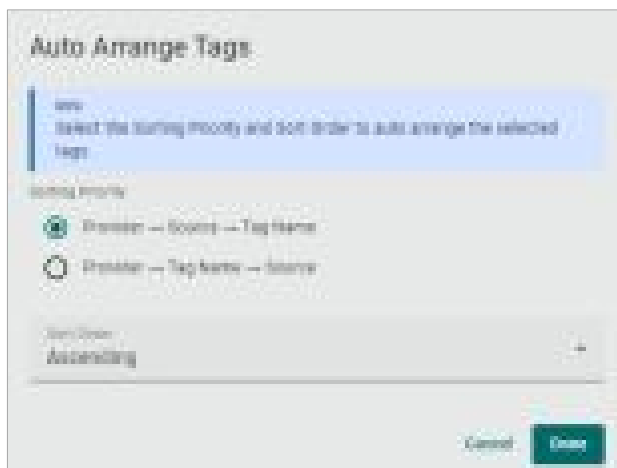 Auto Arrange Tags
Select the Sorting Priority and Sort Order to auto arrange the selected
tags
Sorting Priority
Provider → Source → Tag Name
Provider → Tag Name → Source
Sort Order
Ascending
Cancel
Done